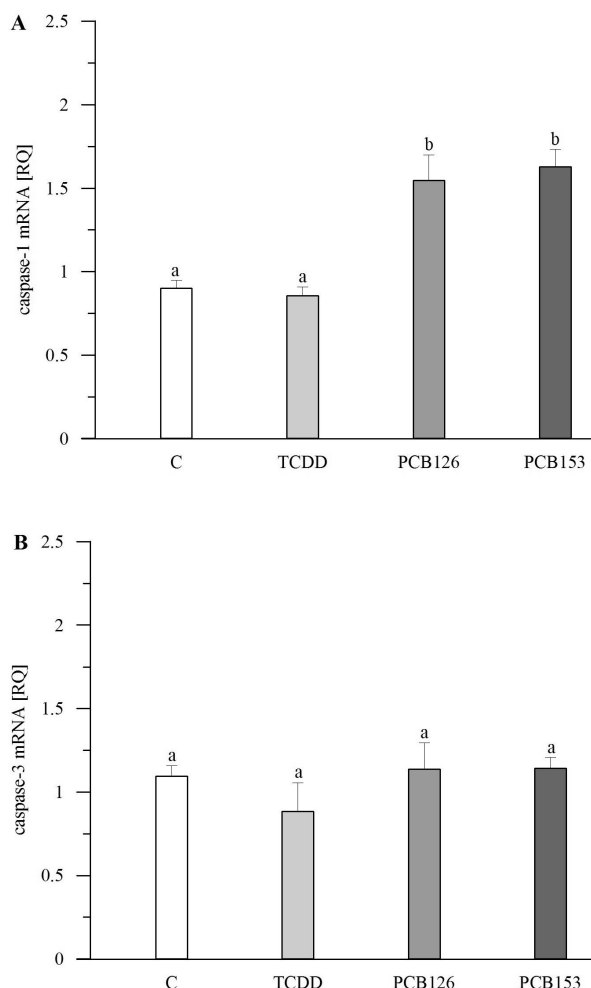 A
2.5
2
1.5
1
0.5
0
caspase-1 mRNA [RQ]
a
a
b
b
C TCDD PCB126 PCB153
B
2.5
2
1.5
1
0.5
0
caspase-3 mRNA [RQ]
a
a
a
a
C TCDD PCB126 PCB153